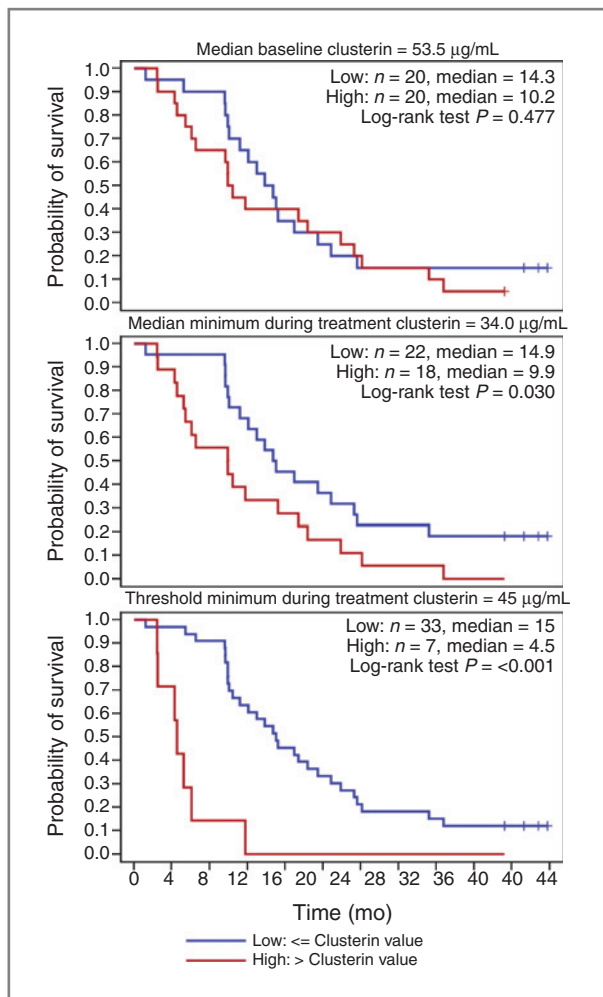 Median baseline clusterin = 53.5 µg/mL
Low: n = 20, median = 14.3
High: n = 20, median = 10.2
Log-rank test P = 0.477
Probability of survival
1.0
0.9
0.8
0.7
0.6
0.5
0.4
0.3
0.2
0.1
0.0
Median minimum during treatment clusterin = 34.0 µg/mL
Low: n = 22, median = 14.9
High: n = 18, median = 9.9
Log-rank test P = 0.030
Probability of survival
1.0
0.9
0.8
0.7
0.6
0.5
0.4
0.3
0.2
0.1
0.0
Threshold minimum during treatment clusterin = 45 µg/mL
Low: n = 33, median = 15
High: n = 7, median = 4.5
Log-rank test P = <0.001
Probability of survival
1.0
0.9
0.8
0.7
0.6
0.5
0.4
0.3
0.2
0.1
0.0
0 4 8 12 16 20 24 28 32 36 40 44
Time (mo)
Low: <= Clusterin value
High: > Clusterin value